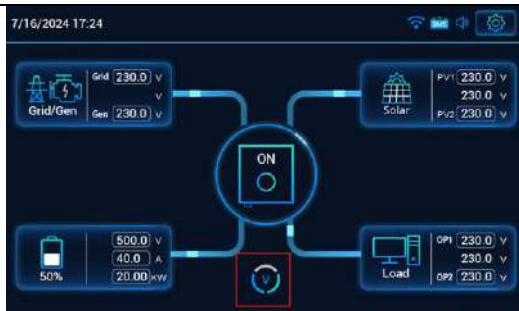 7/16/2024 17:24
SMS
Grid 230.0 V
V
Gen 230.0 V
Grid/Gen
PV1 230.0 V
230.0 V
PV2 230.0 V
Solar
ON
500.0 V
40.0 A
20.00 KW
50%
V
OP1 230.0 V
230.0 V
OP2 230.0 V
Load